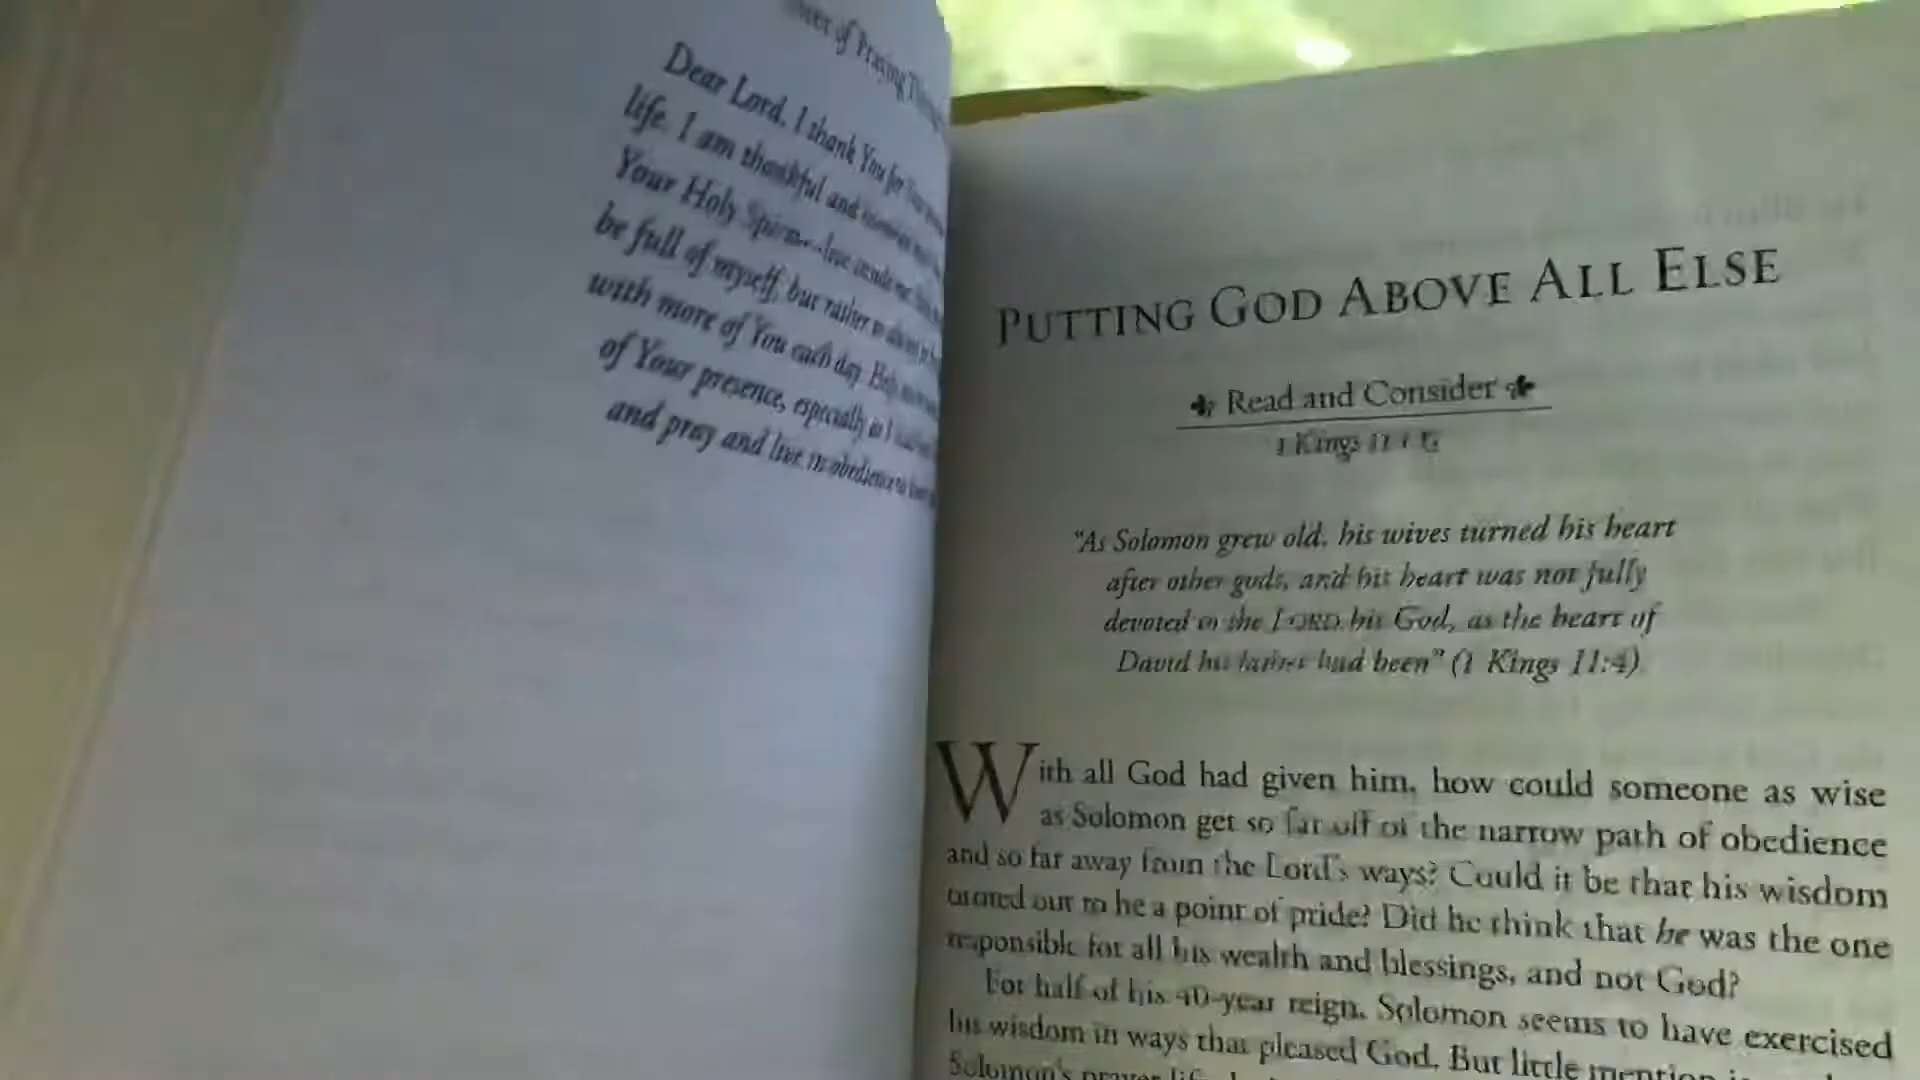 of Praying
Dear Lord, I thank You for Your
life. I am thankful and
Your Holy
be full of myself, but rather to
with more of You each day. Help
of Your presence, especially as I
and pray and live in obedience to
PUTTING GOD ABOVE ALL ELSE
Read and Consider
1 Kings 11
"As Solomon grew old, his wives turned his heart
after other gods, and his heart was not fully
devoted to the LORD his God, as the heart of
David his father had been" (1 Kings 11:4).
With all God had given him, how could someone as wise
as Solomon get so far off of the narrow path of obedience
and so far away from the Lord's ways? Could it be that his wisdom
turned out to be a point of pride? Did he think that he was the one
responsible for all his wealth and blessings, and not God?
For half of his 40-year reign, Solomon seems to have exercised
his wisdom in ways that pleased God. But little mention
Solomon's prayer